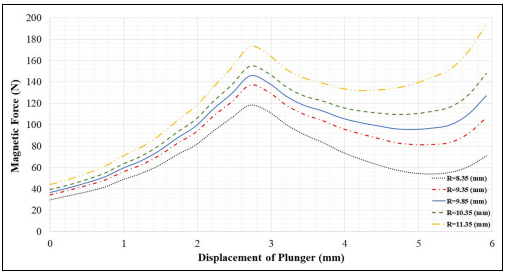 200
180
160
140
120
100
80
60
40
20
0
Magnetic Force (N)
0 1 2 3 4 5 6
Displacement of Plunger (mm)
R=8.35 (mm)
R=9.35 (mm)
R=9.85 (mm)
R=10.35 (mm)
R=11.35 (mm)